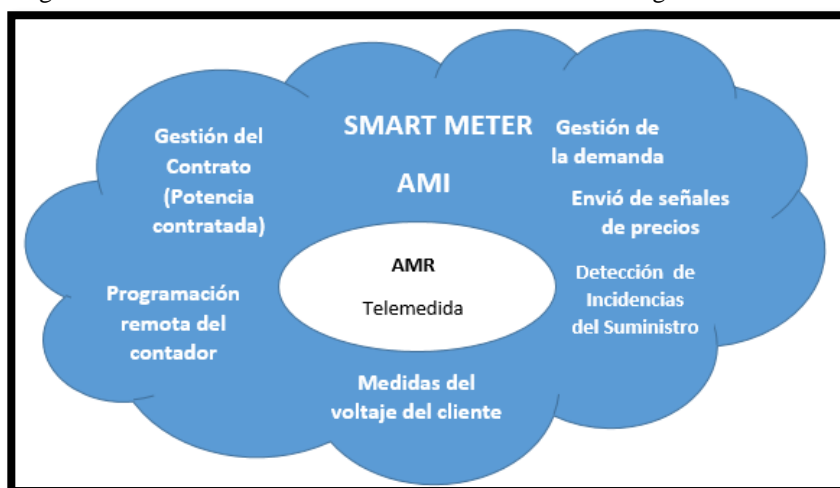 SMART METER
AMI
Gestión del
Contrato
(Potencia
contratada)
Gestión de
la demanda
Envió de señales
de precios
AMR
Telemedida
Detección de
Incidencias
del Suministro
Programación
remota del
contador
Medidas del
voltaje del cliente